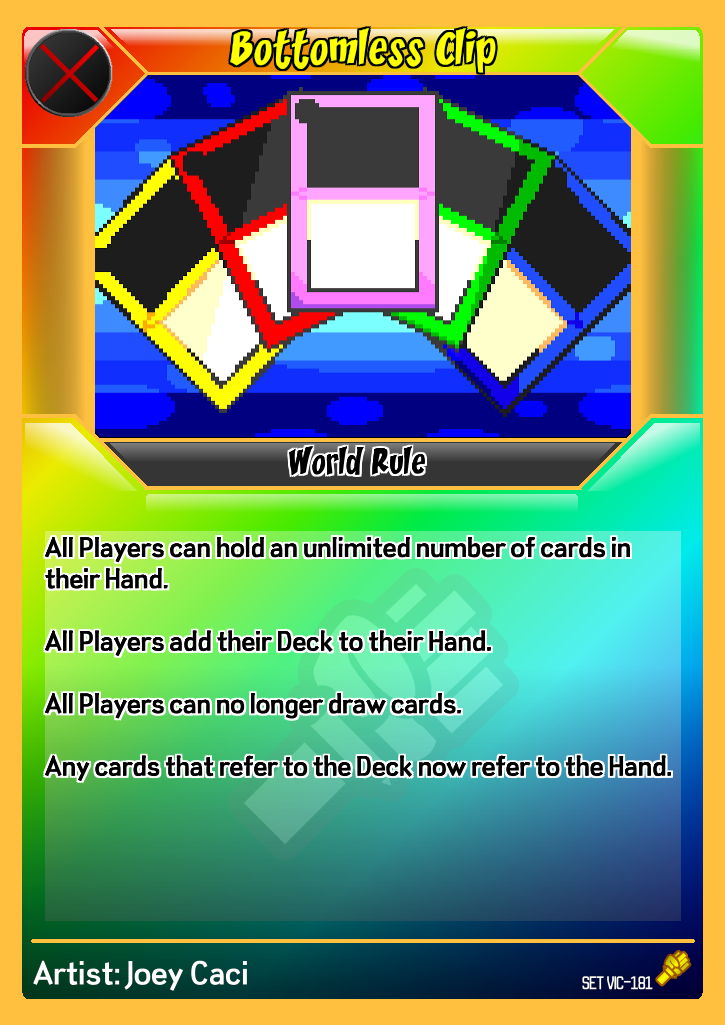 Bottomless Clip
World Rule
All Players can hold an unlimited number of cards in
their Hand.
All Players add their Deck to their Hand.
All Players can no longer draw cards.
Any cards that refer to the Deck now refer to the Hand.
Artist: Joey Caci
SET VIC-181